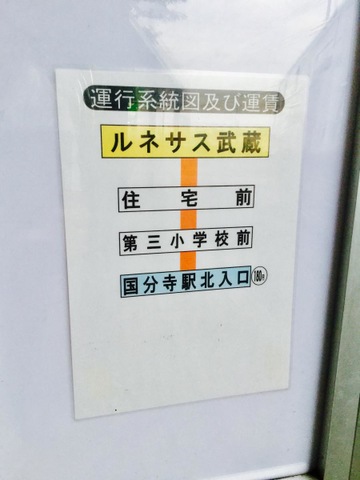 運行系統図及び運賃
ルネサス武蔵
住宅前
第三小学校前
国分寺駅北入口 180円